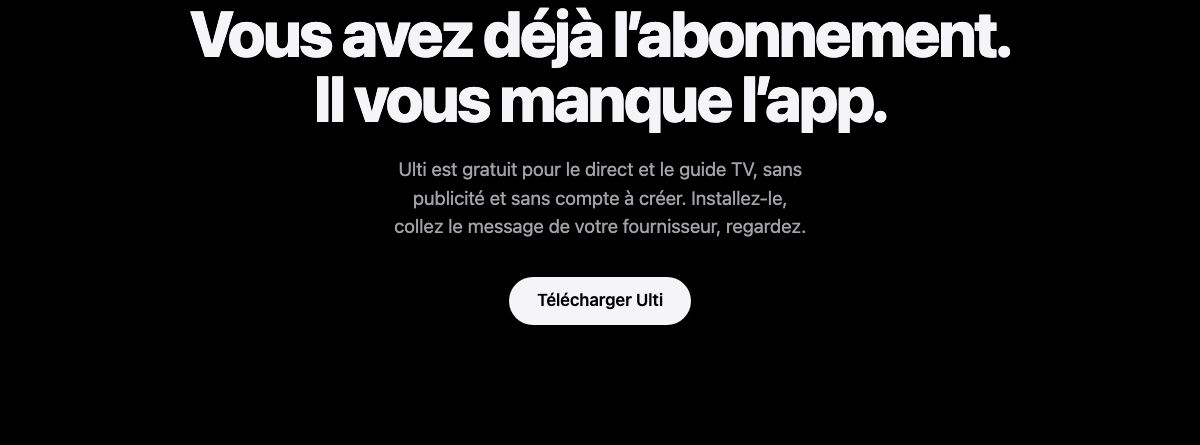 Vous avez déjà l’abonnement.
Il vous manque l’app.
Ulti est gratuit pour le direct et le guide TV, sans
publicité et sans compte à créer. Installez-le,
collez le message de votre fournisseur, regardez.
Télécharger Ulti